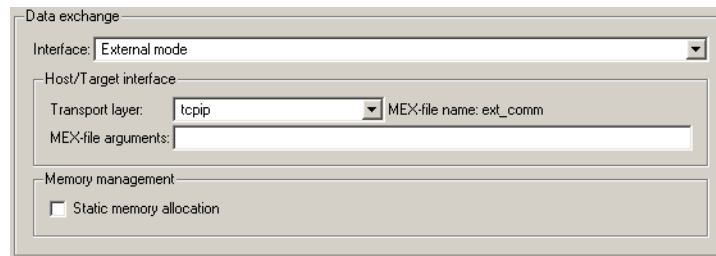 Data exchange
Interface: External mode
Host/Target interface
Transport layer: tcpip MEX-file name: ext_comm
MEX-file arguments:
Memory management
Static memory allocation